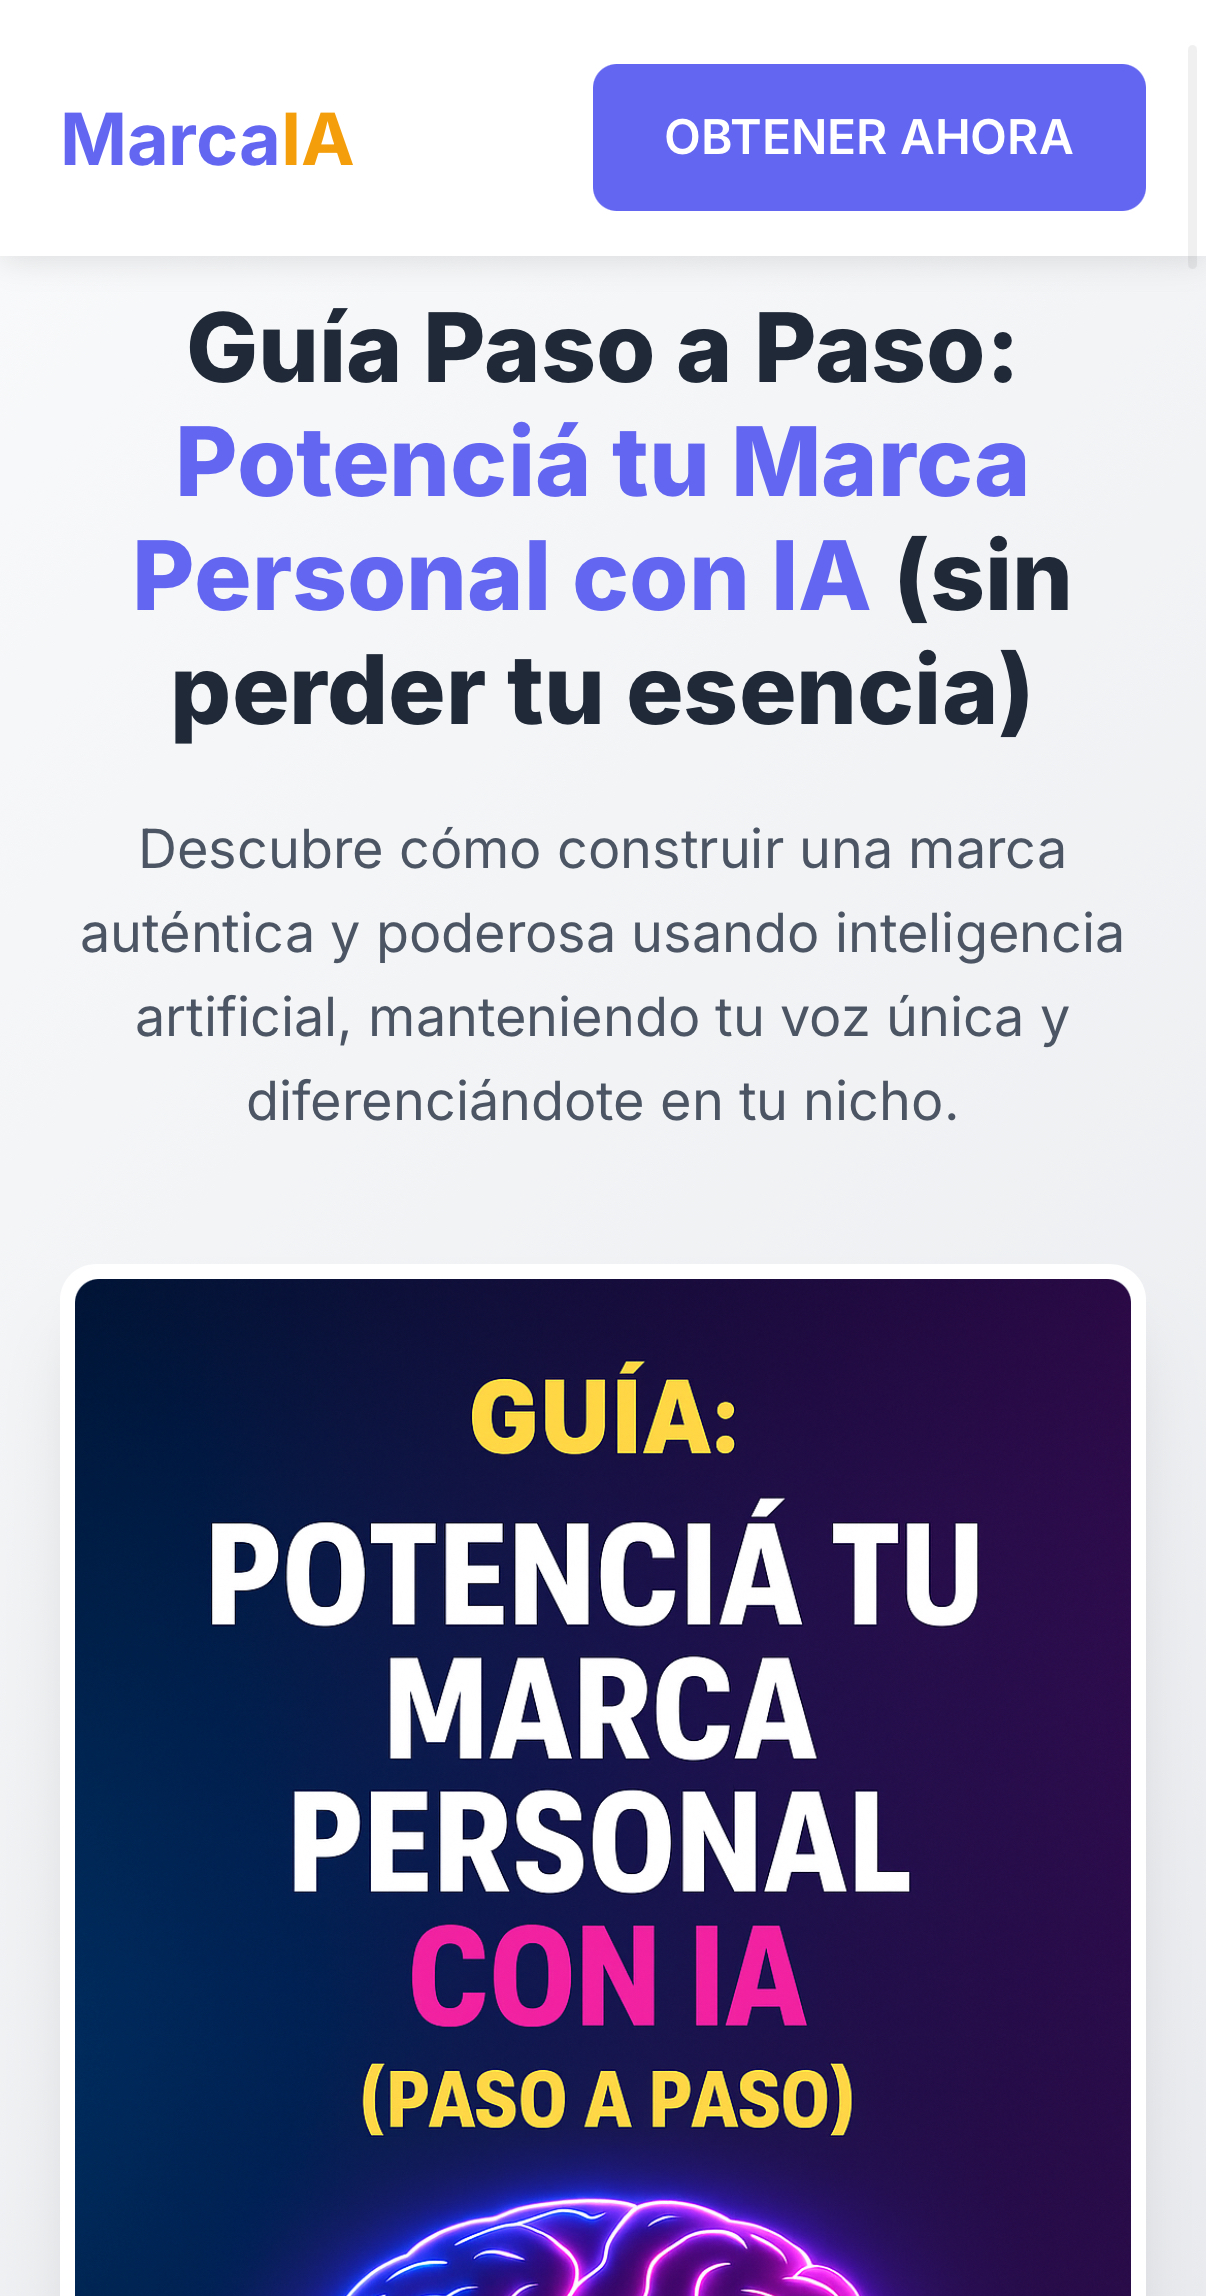 MarcaIA
OBTENER AHORA
Guía Paso a Paso:
Potenciá tu Marca
Personal con IA (sin
perder tu esencia)
Descubre cómo construir una marca
auténtica y poderosa usando inteligencia
artificial, manteniendo tu voz única y
diferenciándote en tu nicho.
GUÍA:
POTENCIÁ TU
MARCA
PERSONAL
CON IA
(PASO A PASO)